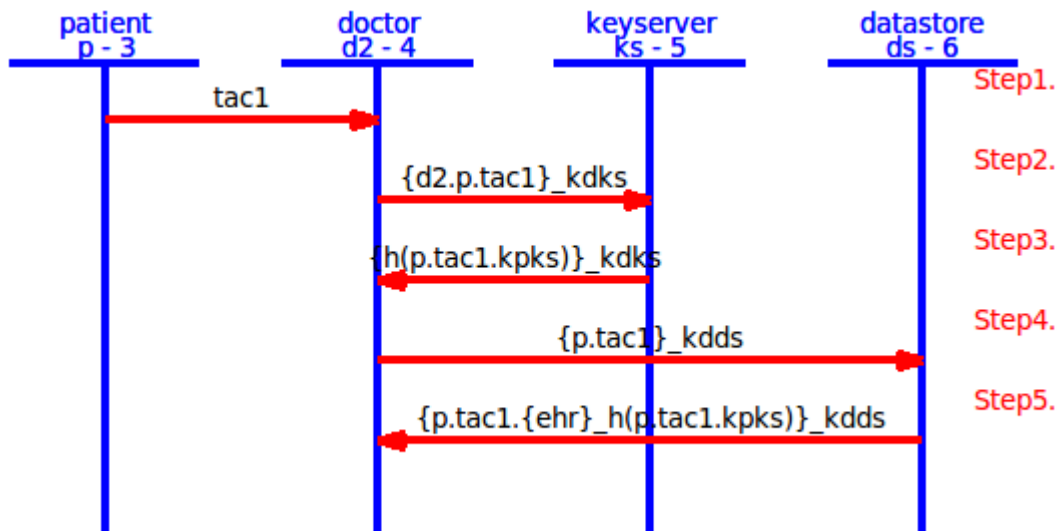 patient
p - 3
doctor
d2 - 4
keyserver
ks - 5
datastore
ds - 6
Step1.
tac1
Step2.
{d2.p.tac1}_kdks
Step3.
{h(p.tac1.kpks)}_kdks
Step4.
{p.tac1}_kdds
Step5.
{p.tac1.{ehr}_h(p.tac1.kpks)}_kdds